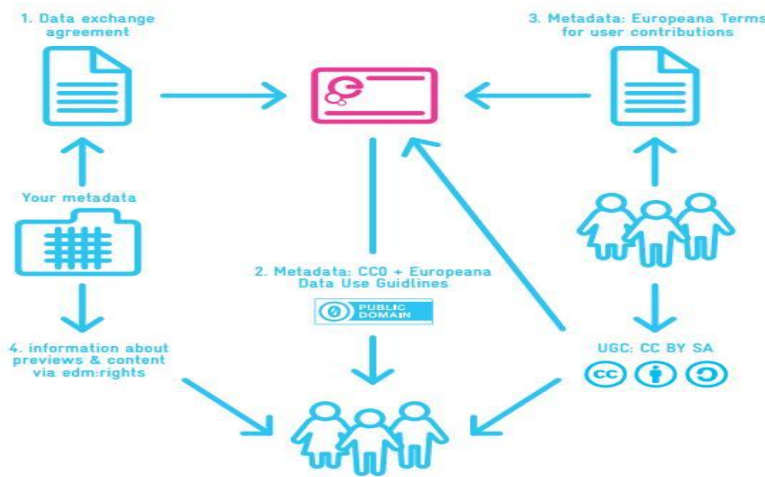 1. Data exchange
agreement
3. Metadata: Europeana Terms
for user contributions
Your metadata
2. Metadata: CC0 + Europeana
Data Use Guidlines
PUBLIC
DOMAIN
4. information about
previews & content
via edm:rights
UGC: CC BY SA
cc